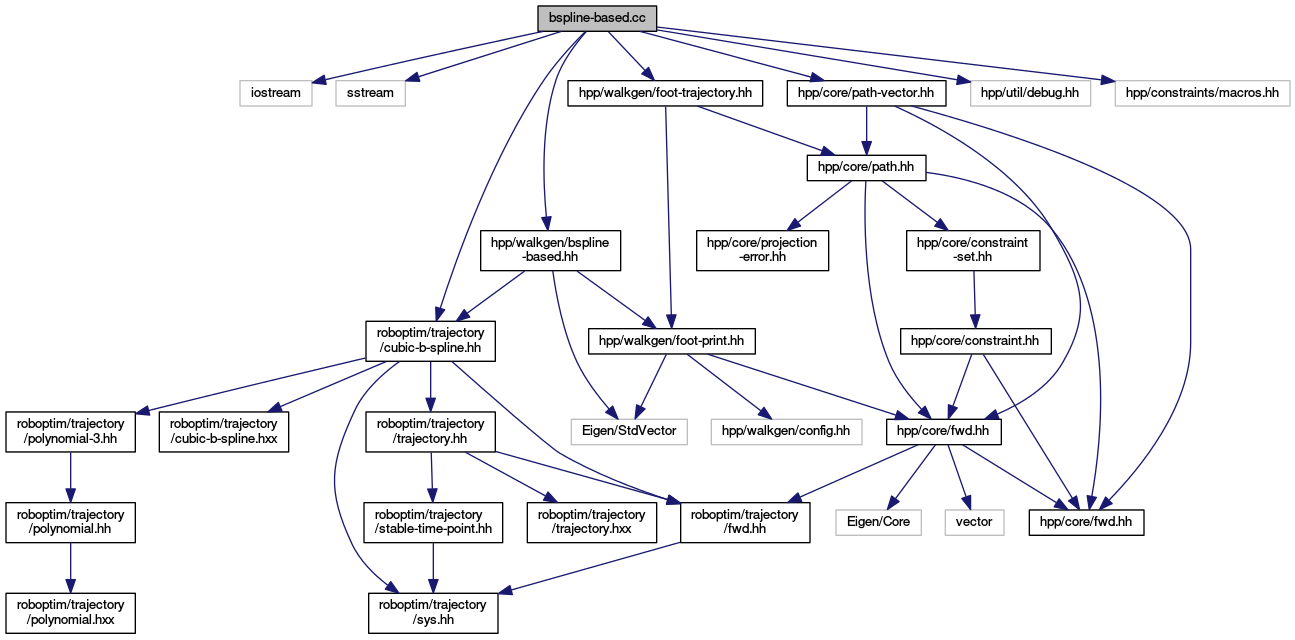 bspline-based.cc
iostream
sstream
hpp/walkgen/foot-trajectory.hh
hpp/core/path-vector.hh
hpp/util/debug.hh
hpp/constraints/macros.hh
hpp/core/path.hh
hpp/walkgen/bspline
-based.hh
hpp/core/projection
-error.hh
hpp/core/constraint
-set.hh
roboptim/trajectory
/cubic-b-spline.hh
hpp/walkgen/foot-print.hh
hpp/core/constraint.hh
roboptim/trajectory
/polynomial-3.hh
roboptim/trajectory
/cubic-b-spline.hxx
roboptim/trajectory
/trajectory.hh
Eigen/StdVector
hpp/walkgen/config.hh
hpp/core/fwd.hh
roboptim/trajectory
/polynomial.hh
roboptim/trajectory
/stable-time-point.hh
roboptim/trajectory
/trajectory.hxx
roboptim/trajectory
/fwd.hh
Eigen/Core
vector
hpp/core/fwd.hh
roboptim/trajectory
/polynomial.hxx
roboptim/trajectory
/sys.hh